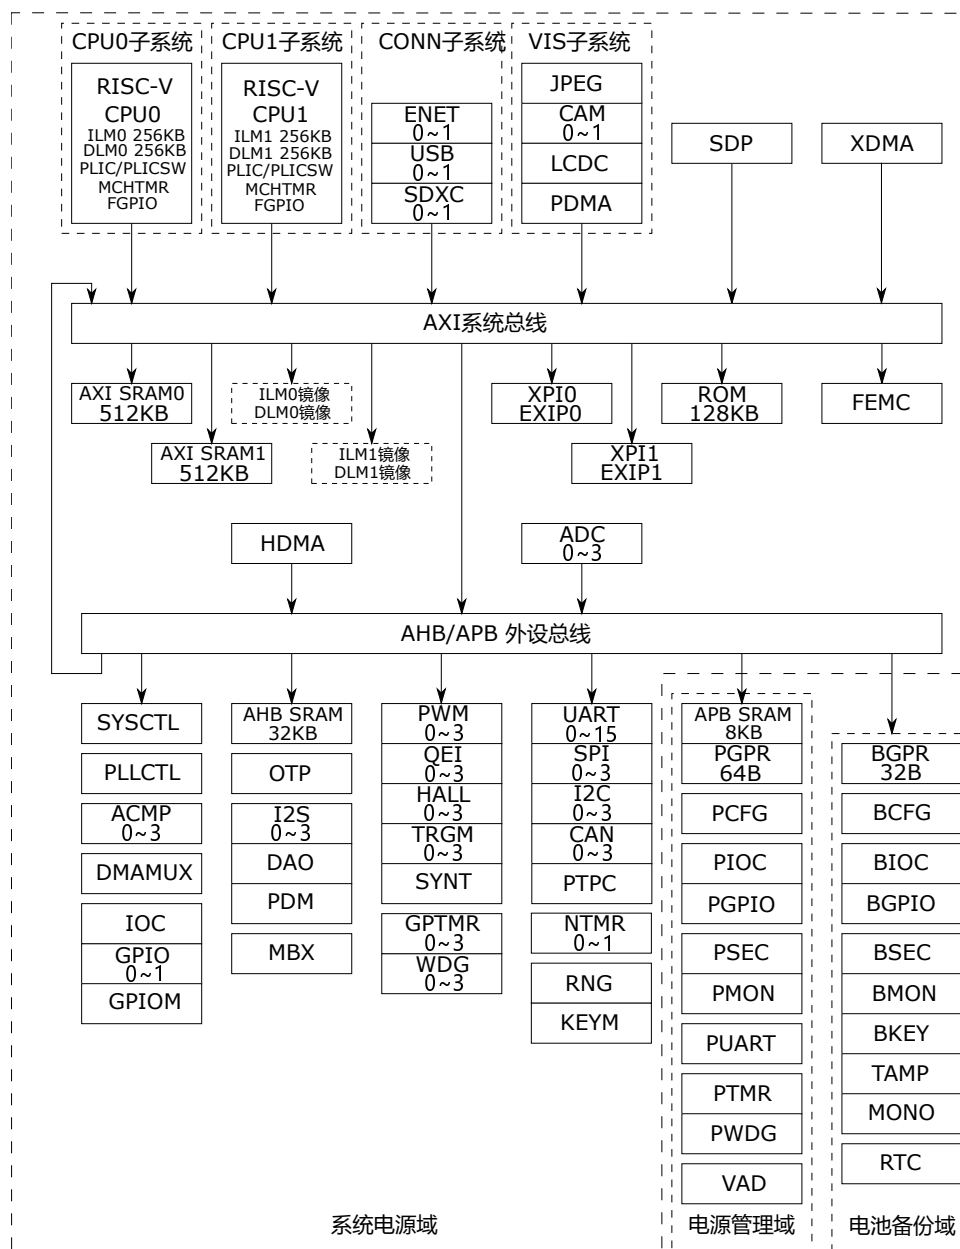 CPU0子系统
RISC-V
CPU0
ILM0 256KB
DLM0 256KB
PLIC/PLICSW
MCHTMR
FGPIO
CPU1子系统
RISC-V
CPU1
ILM1 256KB
DLM1 256KB
PLIC/PLICSW
MCHTMR
FGPIO
CONN子系统
ENET
0~1
USB
0~1
SDXC
0~1
VIS子系统
JPEG
CAM
0~1
LCDC
PDMA
SDP
XDMA
AXI系统总线
AXI SRAM0
512KB
AXI SRAM1
512KB
ILM0镜像
DLM0镜像
ILM1镜像
DLM1镜像
XPI0
EXIP0
XPI1
EXIP1
ROM
128KB
FEMC
HDMA
ADC
0~3
AHB/APB 外设总线
SYSCTL
PLLCTL
ACMP
0~3
DMAMUX
IOC
GPIO
0~1
GPIOM
AHB SRAM
32KB
OTP
I2S
0~3
DAO
PDM
MBX
PWM
0~3
QEI
0~3
HALL
0~3
TRGM
0~3
SYNT
GPTMR
0~3
WDG
0~3
UART
0~15
SPI
0~3
I2C
0~3
CAN
0~3
PTPC
NTMR
0~1
RNG
KEYM
APB SRAM
8KB
PGPR
64B
PCFG
PIOC
PGPIO
PSEC
PMON
PUART
PTMR
PWDG
VAD
BGPR
32B
BCFG
BIOC
BGPIO
BSEC
BMON
BKEY
TAMP
MONO
RTC
系统电源域
电源管理域
电池备份域